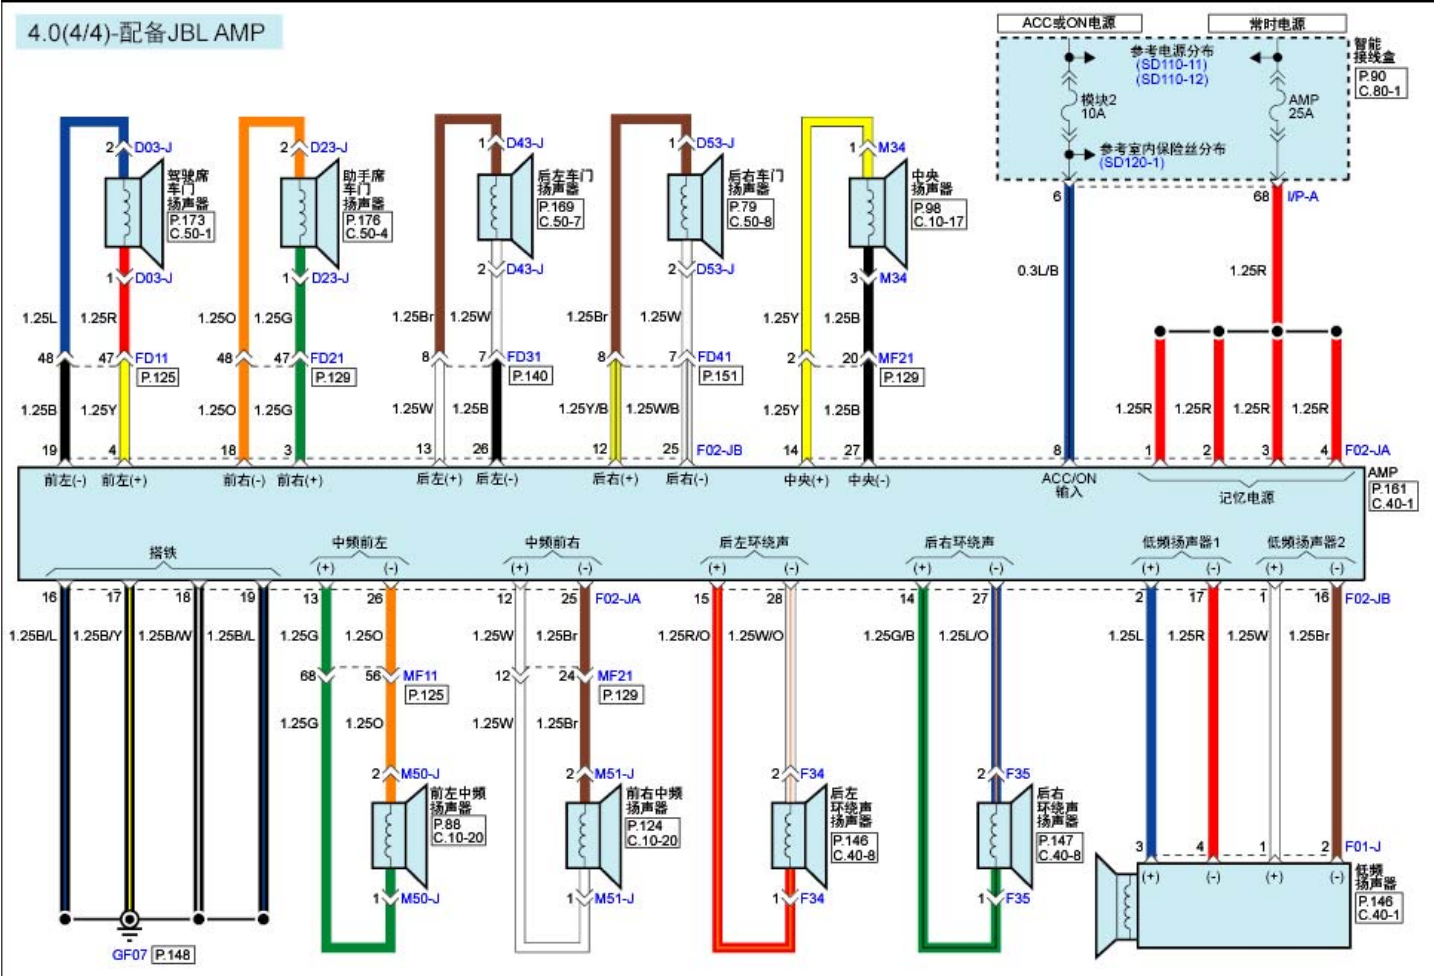 4.0(4/4)-配备JBL AMP
ACC或ON电源
常时电源
智能
接线盒
P.90
C.80-1
参考电源分布
(SD110-11)
(SD110-12)
模块2
10A
AMP
25A
参考室内保险丝分布
(SD120-1)
6
68
I/P-A
2
D03-J
2
D23-J
1
D43-J
1
D53-J
1
M34
驾驶席
车门
扬声器
P.173
C.50-1
助手席
车门
扬声器
P.176
C.50-4
后左车门
扬声器
P.169
C.50-7
后右车门
扬声器
P.79
C.50-8
中央
扬声器
P.98
C.10-17
1
D03-J
1
D23-J
2
D43-J
2
D53-J
3
M34
0.3L/B
1.25R
1.25L
1.25R
1.25O
1.25G
1.25Br
1.25W
1.25Br
1.25W
1.25Y
1.25B
48
47
FD11
P.125
48
47
FD21
P.129
8
7
FD31
P.140
8
7
FD41
P.151
2
20
MF21
P.129
1.25B
1.25Y
1.25O
1.25G
1.25W
1.25B
1.25Y/B
1.25W/B
1.25Y
1.25B
1.25R
1.25R
1.25R
1.25R
19
4
18
3
13
26
12
25
F02-JB
14
27
8
1
2
3
4
F02-JA
前左(-)
前左(+)
前右(-)
前右(+)
后左(+)
后左(-)
后右(+)
后右(-)
中央(+)
中央(-)
ACC/ON
输入
记忆电源
AMP
P.161
C.40-1
搭铁
中频前左
(+)
(-)
中频前右
(+)
(-)
后左环绕声
(+)
(-)
后右环绕声
(+)
(-)
低频扬声器1
(+)
(-)
低频扬声器2
(+)
(-)
16
17
18
19
13
26
12
25
F02-JA
15
28
14
27
2
17
1
16
F02-JB
1.25B/L
1.25B/Y
1.25B/W
1.25B/L
1.25G
1.25O
1.25W
1.25Br
1.25R/O
1.25W/O
1.25G/B
1.25L/O
1.25L
1.25R
1.25W
1.25Br
68
56
MF11
P.125
12
24
MF21
P.129
1.25G
1.25O
1.25W
1.25Br
2
M50-J
2
M51-J
2
F34
2
F35
前左中频
扬声器
P.88
C.10-20
前右中频
扬声器
P.124
C.10-20
后左
环绕声
扬声器
P.146
C.40-8
后右
环绕声
扬声器
P.147
C.40-8
3
4
1
2
F01-J
(+)
(-)
(+)
(-)
低频
扬声器
P.146
C.40-1
1
M50-J
1
M51-J
1
F34
1
F35
GF07
P.148